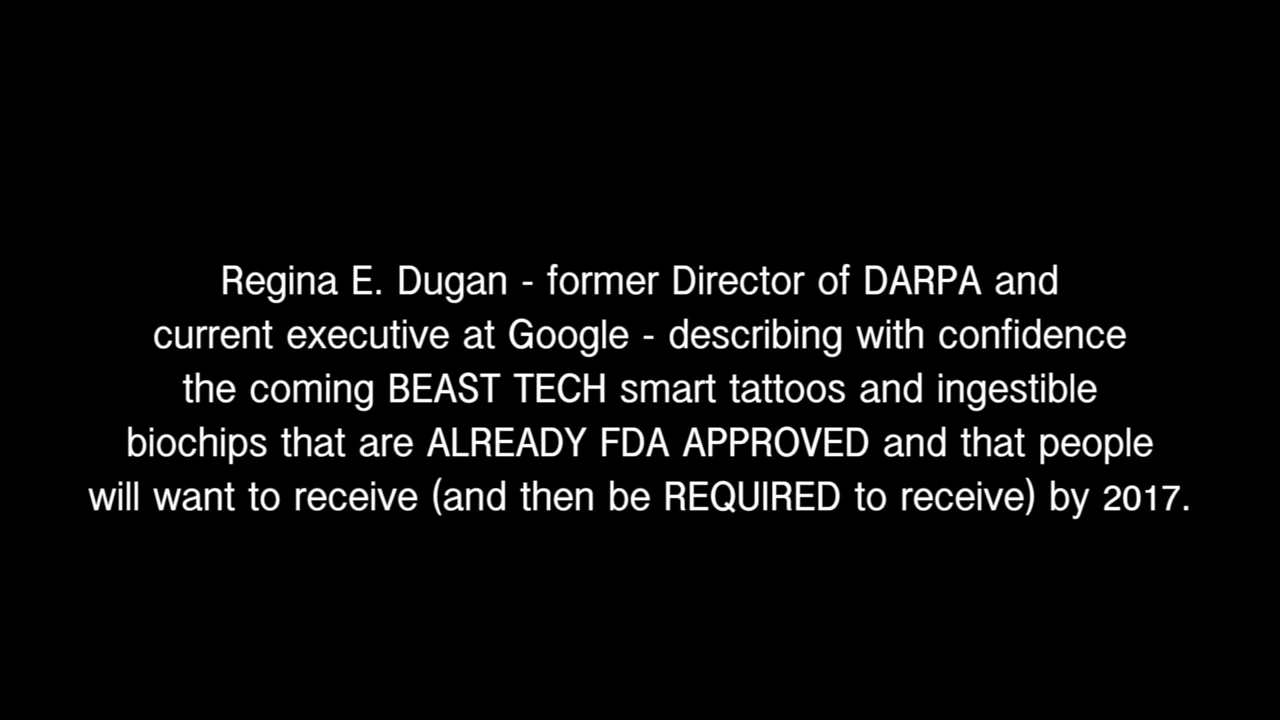 Regina E. Dugan - former Director of DARPA and
current executive at Google - describing with confidence
the coming BEAST TECH smart tattoos and ingestible
biochips that are ALREADY FDA APPROVED and that people
will want to receive (and then be REQUIRED to receive) by 2017.